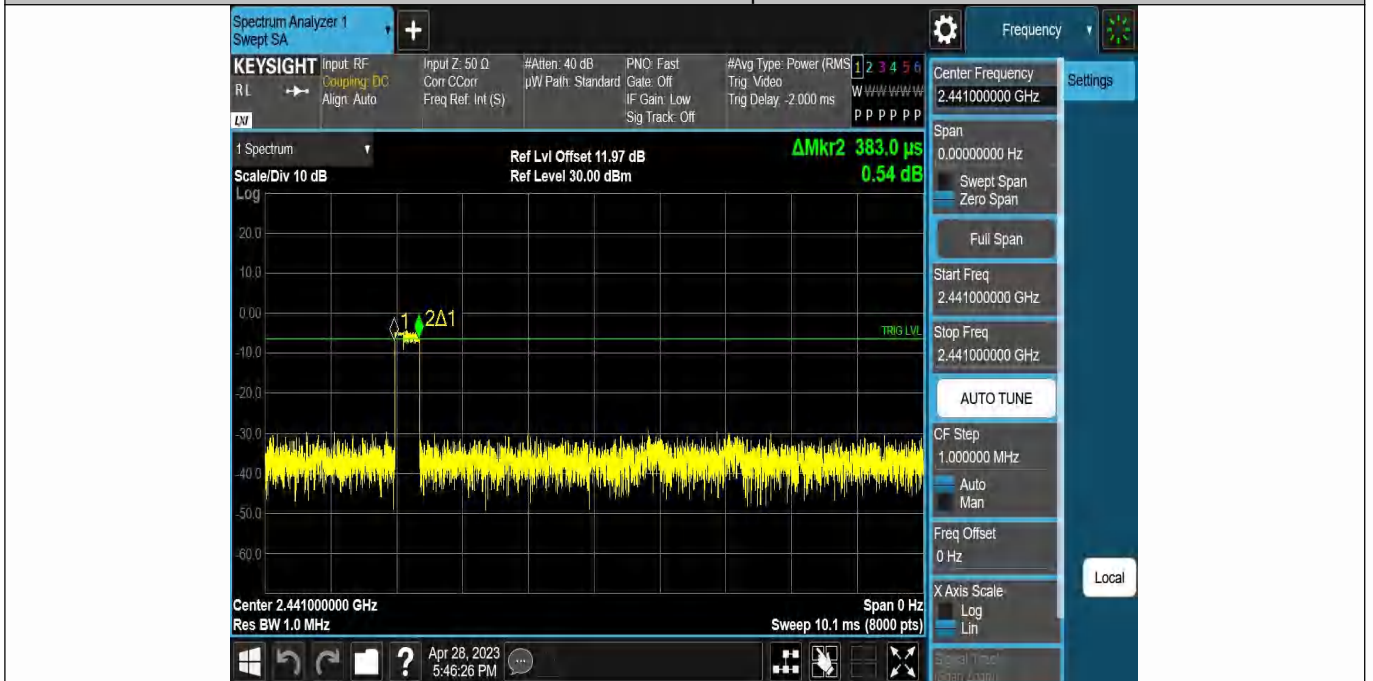 Spectrum Analyzer 1
Swept SA
+
Frequency
KEYSIGHT
RL
LXI
Input: RF
Coupling: DC
Align: Auto
Input Z: 50 Ω
Corr CCorr
Freq Ref: Int (S)
#Atten: 40 dB
µW Path: Standard
PNO: Fast
Gate: Off
IF Gain: Low
Sig Track: Off
#Avg Type: Power (RMS
Trig: Video
Trig Delay: -2.000 ms
1 2 3 4 5 6
W W W W W W
P P P P P P
1 Spectrum
Scale/Div 10 dB
Log
Ref Lvl Offset 11.97 dB
Ref Level 30.00 dBm
ΔMkr2 383.0 µs
0.54 dB
20.0
10.0
0.00
-10.0
-20.0
-30.0
-40.0
-50.0
-60.0
1
2Δ1
TRIG LVL
Center 2.441000000 GHz
Res BW 1.0 MHz
Span 0 Hz
Sweep 10.1 ms (8000 pts)
Center Frequency
2.441000000 GHz
Settings
Span
0.00000000 Hz
Swept Span
Zero Span
Full Span
Start Freq
2.441000000 GHz
Stop Freq
2.441000000 GHz
AUTO TUNE
CF Step
1.000000 MHz
Auto
Man
Freq Offset
0 Hz
X Axis Scale
Log
Lin
Local
?
Apr 28, 2023
5:46:26 PM